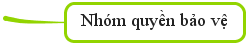 Nhóm quyền bảo vệ